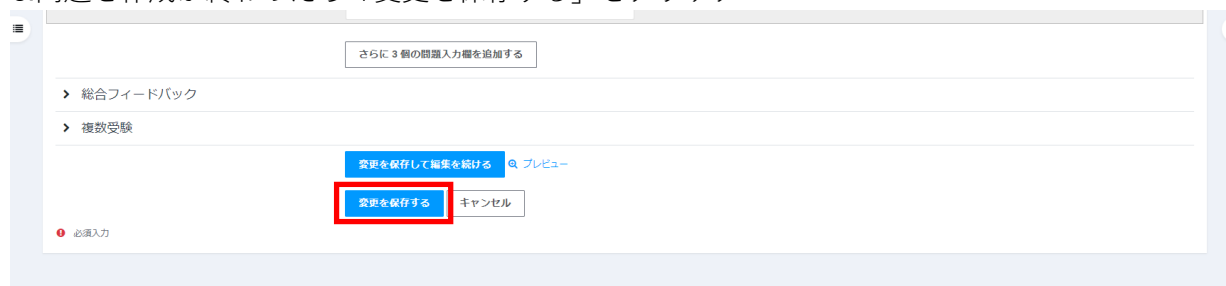 さらに 3 個の問題入力欄を追加する
総合フィードバック
複数受験
変更を保存して編集を続ける プレビュー
変更を保存する キャンセル
必須入力